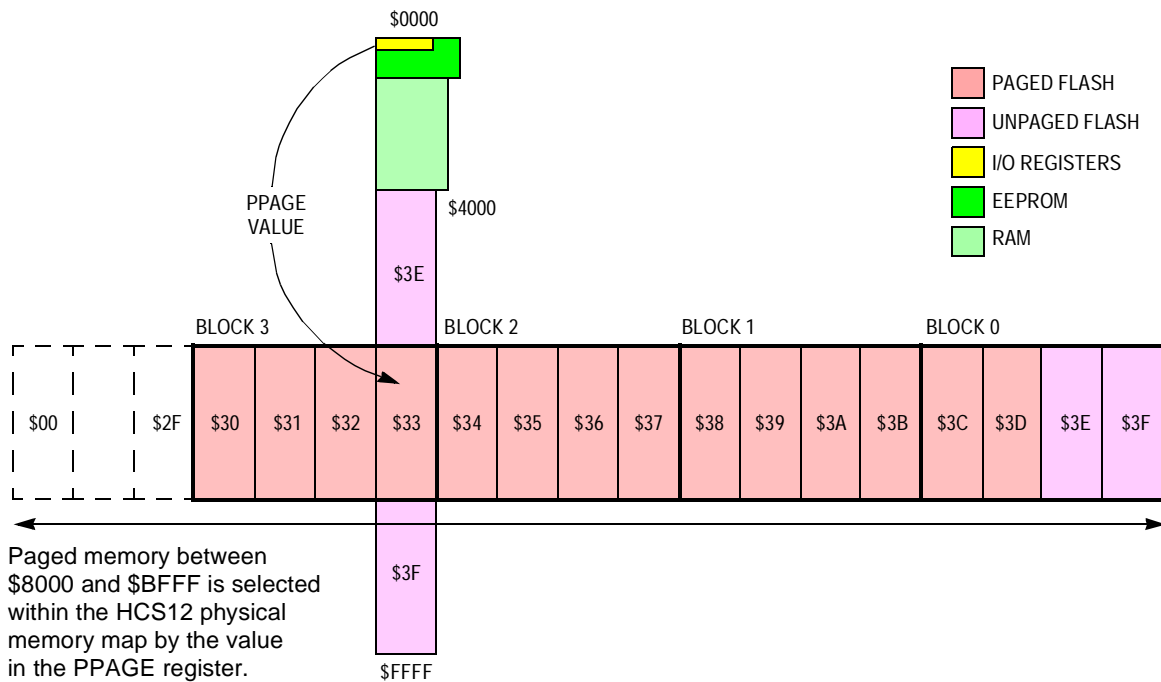 $0000
PAGED FLASH
UNPAGED FLASH
I/O REGISTERS
EEPROM
RAM
PPAGE
VALUE
$4000
$3E
BLOCK 3
BLOCK 2
BLOCK 1
BLOCK 0
$00
$2F
$30
$31
$32
$33
$34
$35
$36
$37
$38
$39
$3A
$3B
$3C
$3D
$3E
$3F
Paged memory between
$8000 and $BFFF is selected
within the HCS12 physical
memory map by the value
in the PPAGE register.
$3F
$FFFF